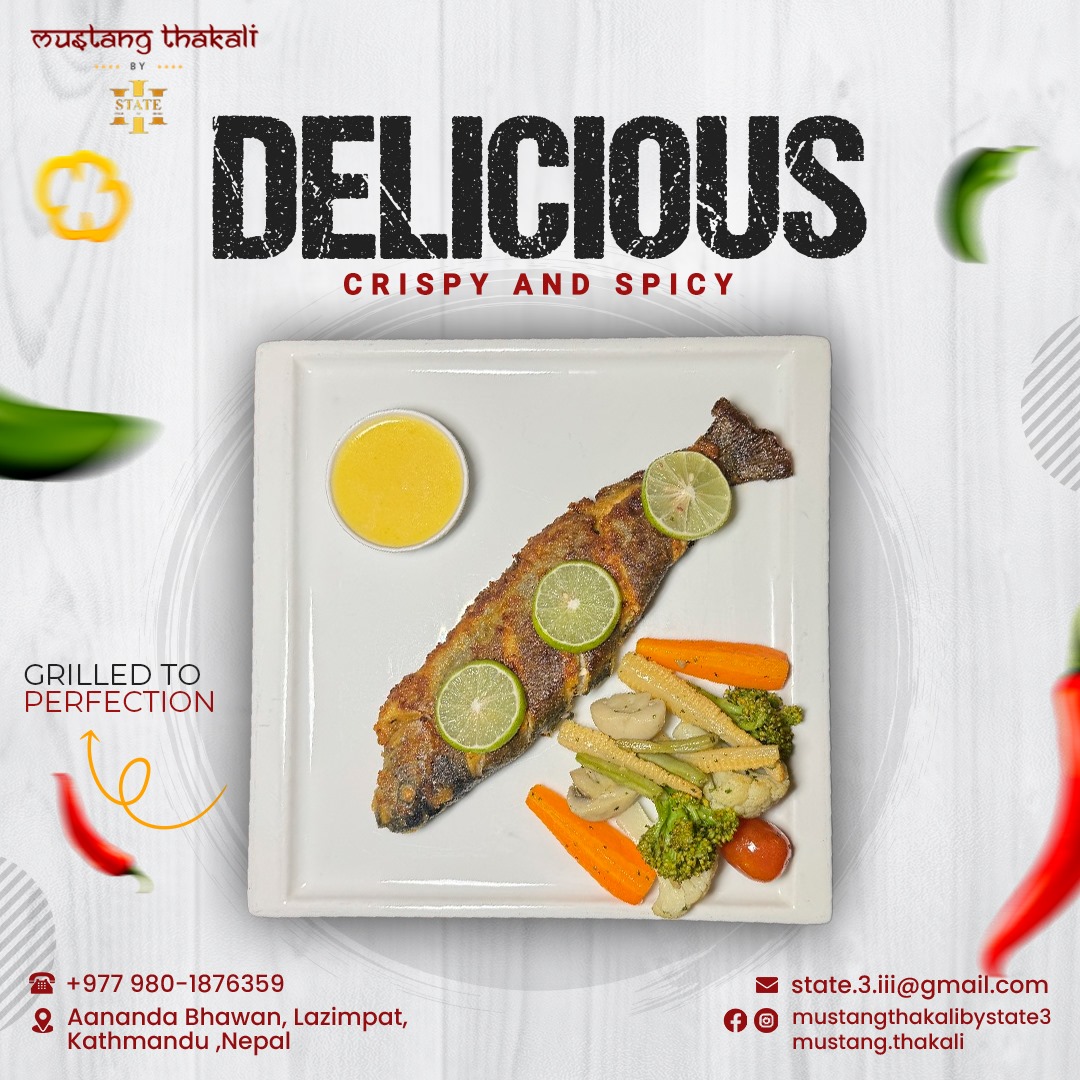 mustang thakali
BY
STATE
DELICIOUS
CRISPY AND SPICY
GRILLED TO
PERFECTION
+977 980-1876359
Aananda Bhawan, Lazimpat,
Kathmandu ,Nepal
state.3.iii@gmail.com
mustangthakalibystate3
mustang.thakali